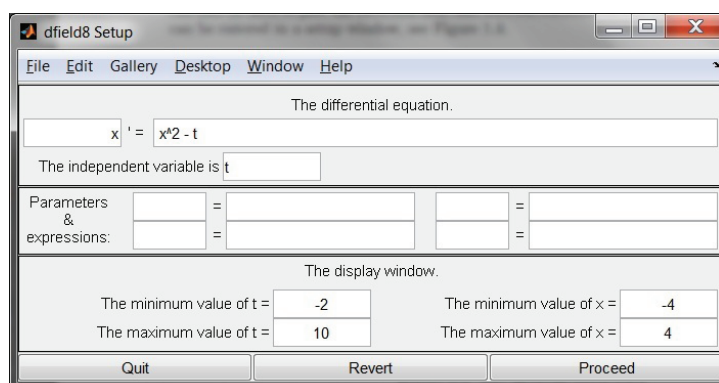 dfield8 Setup
File Edit Gallery Desktop Window Help
The differential equation.
x ' = x^2 - t
The independent variable is t
Parameters
&
expressions:
= =
= =
The display window.
The minimum value of t = -2 The minimum value of x = -4
The maximum value of t = 10 The maximum value of x = 4
Quit Revert Proceed